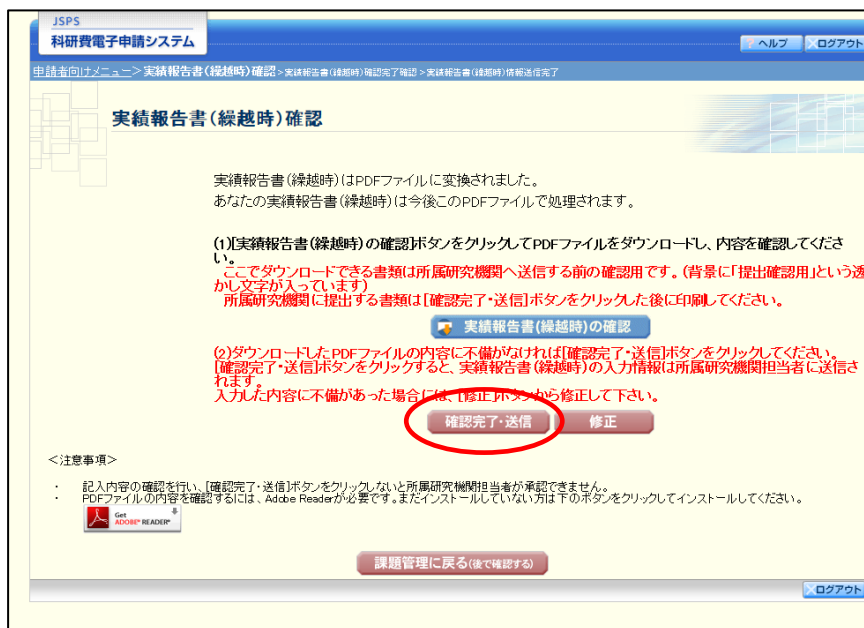 JSPS
科研費電子申請システム
? ヘルプ
×ログアウト
申請者向けメニュー>実績報告書(繰越時)確認>実績報告書(繰越時)確認完了確認>実績報告書(繰越時)情報送信完了
実績報告書(繰越時)確認
実績報告書(繰越時)はPDFファイルに変換されました。
あなたの実績報告書(繰越時)は今後このPDFファイルで処理されます。
(1)[実績報告書(繰越時)の確認]ボタンをクリックしてPDFファイルをダウンロードし、内容を確認してくださ
い。
ここでダウンロードできる書類は所属研究機関へ送信する前の確認用です。(背景に「提出確認用」という透
かし文字が入っています)
所属研究機関に提出する書類は[確認完了・送信]ボタンをクリックした後に印刷してください。
実績報告書(繰越時)の確認
(2)ダウンロードしたPDFファイルの内容に不備がなければ[確認完了・送信]ボタンをクリックしてください。
[確認完了・送信]ボタンをクリックすると、実績報告書(繰越時)の入力情報は所属研究機関担当者に送信さ
れます。
入力した内容に不備があった場合には、[修正]ボタンから修正して下さい。
確認完了・送信
修正
<注意事項>
・ 記入内容の確認を行い、[確認完了・送信]ボタンをクリックしないと所属研究機関担当者が承認できません。
・ PDFファイルの内容を確認するには、Adobe Readerが必要です。まだインストールしていない方は下のボタンをクリックしてインストールしてください。
Get
ADOBE® READER®
課題管理に戻る(後で確認する)
×ログアウト